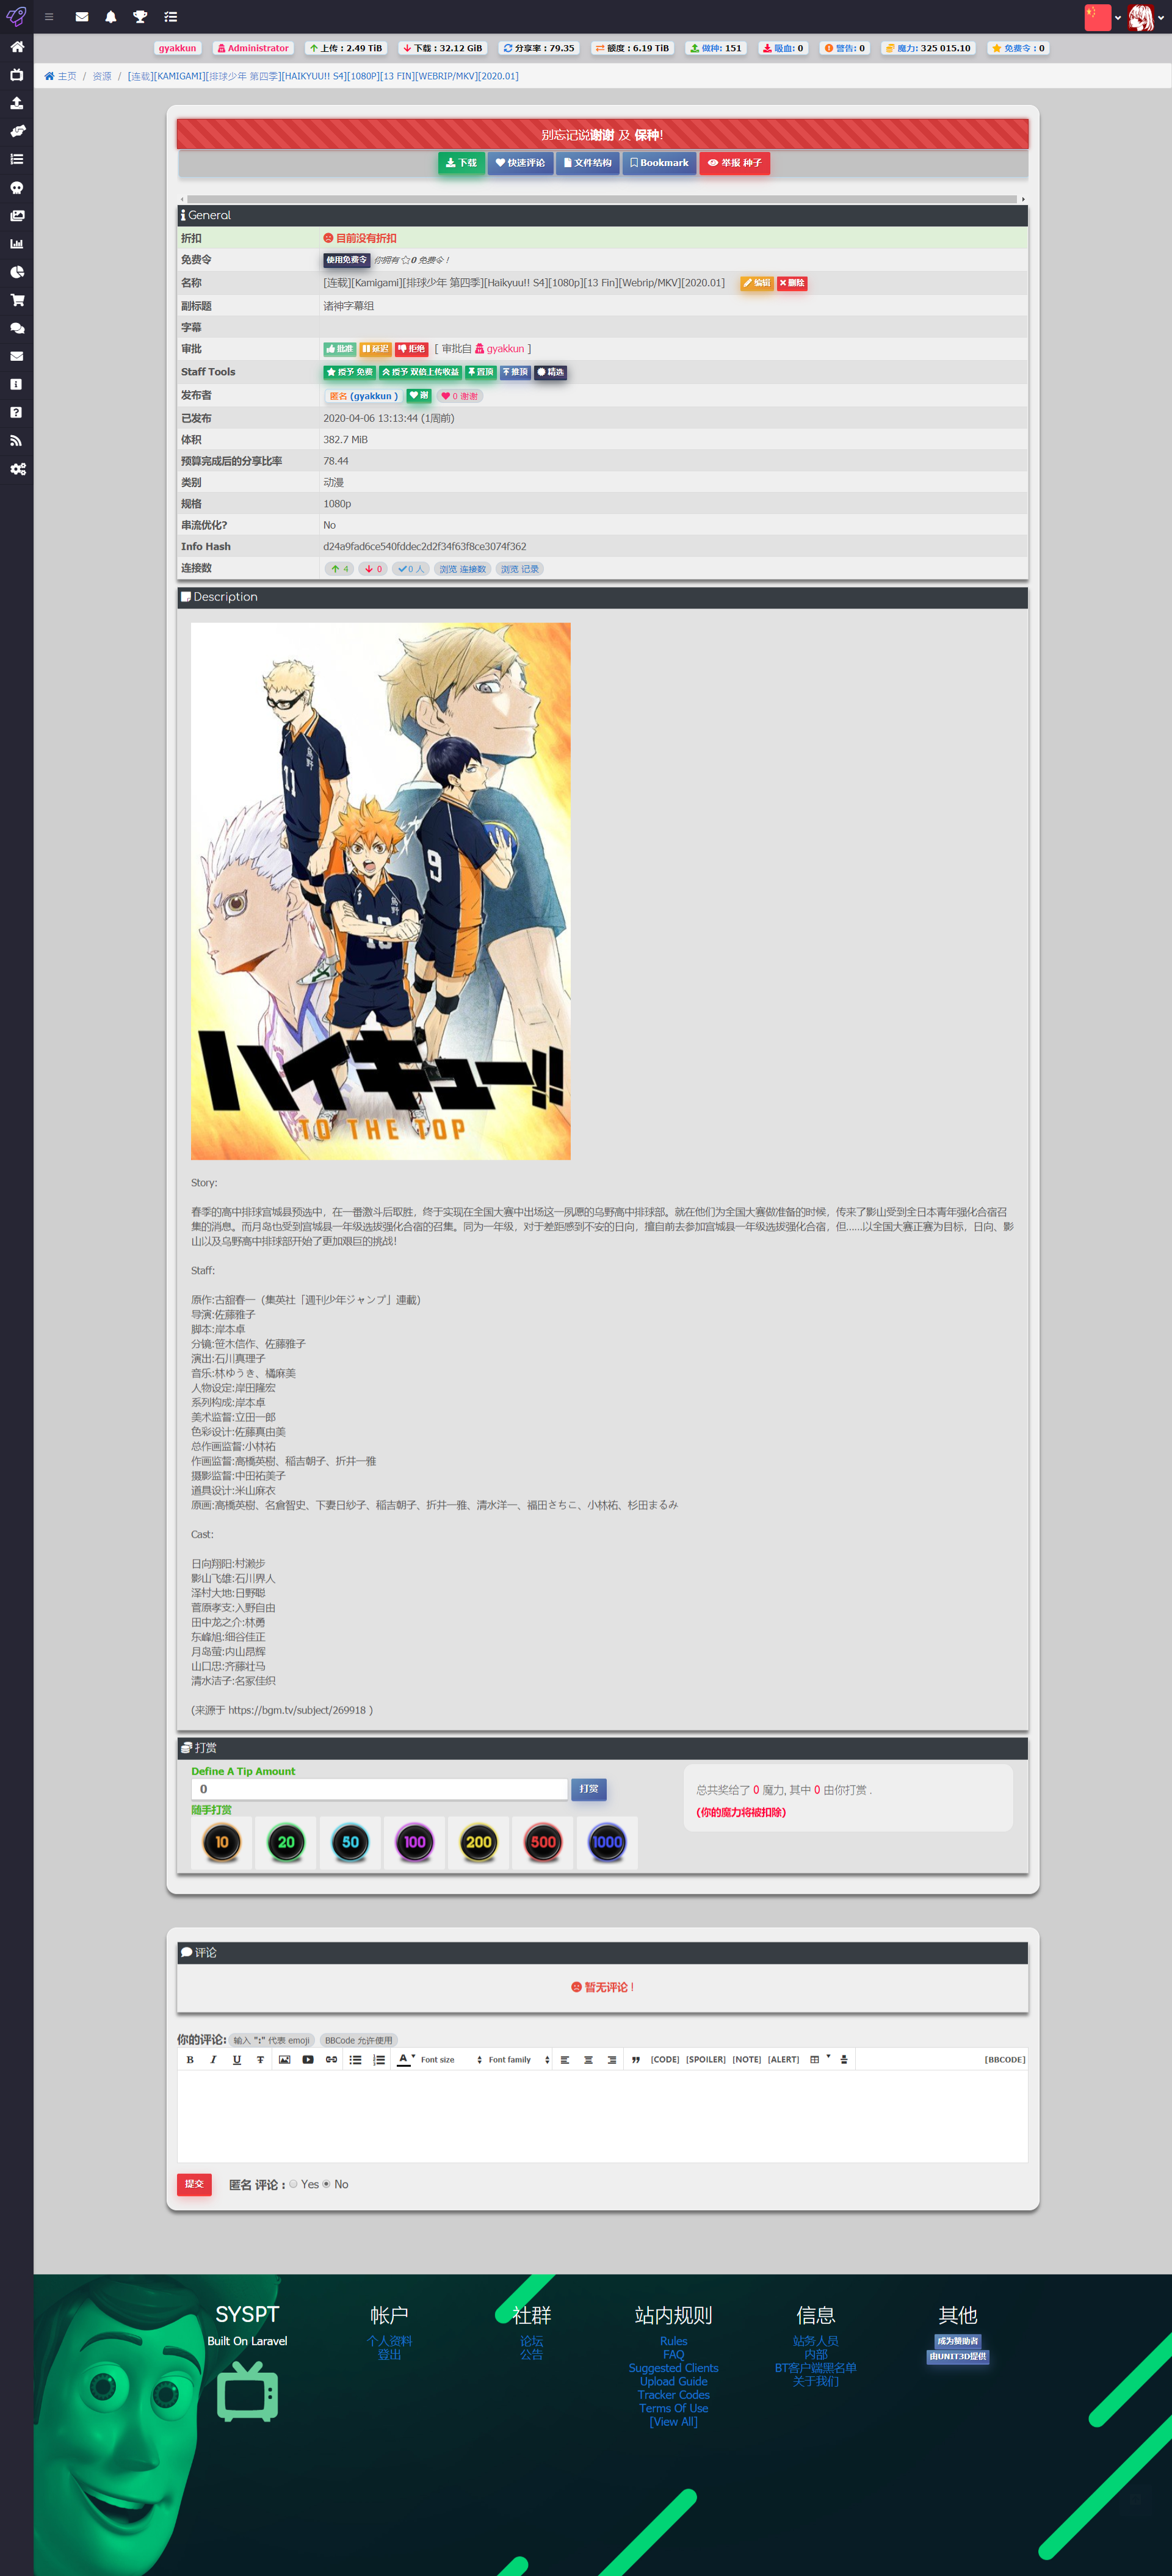 gyakkun Administrator 上传 : 2.49 TiB 下载 : 32.12 GiB 分享率 : 79.35 额度 : 6.19 TiB 做种: 151 吸血: 0 警告: 0 魔力: 325 015.10 免费令 : 0
主页 / 资源 / [连载][KAMIGAMI][排球少年 第四季][HAIKYUU!! S4][1080P][13 FIN][WEBRIP/MKV][2020.01]
别忘记说谢谢 及 保种!
下载 快速评论 文件结构 Bookmark 举报 种子
General
折扣 目前没有折扣
免费令 使用免费令 你拥有 0 免费令 !
名称 [连载][Kamigami][排球少年 第四季][Haikyuu!! S4][1080p][13 Fin][Webrip/MKV][2020.01] 编辑 删除
副标题 诸神字幕组
字幕
审批 批准 延迟 拒绝 [ 审批自 gyakkun ]
Staff Tools 授予 免费 授予 双倍上传收益 置顶 推顶 精选
发布者 匿名 (gyakkun ) 谢 0 谢谢
已发布 2020-04-06 13:13:44 (1周前)
体积 382.7 MiB
预算完成后的分享比率 78.44
类别 动漫
规格 1080p
串流优化? No
Info Hash d24a9fad6ce540fddec2d2f34f63f8ce3074f362
连接数 4 0 0 人 浏览 连接数 浏览 记录
Description
11
烏野
9
烏野
10
ハイキュー!!
TO THE TOP
Story:
春季的高中排球宫城县预选中，在一番激斗后取胜，终于实现在全国大赛中出场这一夙愿的乌野高中排球部。就在他们为全国大赛做准备的时候，传来了影山受到全日本青年强化合宿召
集的消息。而月岛也受到宫城县一年级选拔强化合宿的召集。同为一年级，对于差距感到不安的日向，擅自前去参加宫城县一年级选拔强化合宿，但……以全国大赛正赛为目标，日向、影
山以及乌野高中排球部开始了更加艰巨的挑战！
Staff:
原作:古舘春一（集英社「週刊少年ジャンプ」連載）
导演:佐藤雅子
脚本:岸本卓
分镜:笹木信作、佐藤雅子
演出:石川真理子
音乐:林ゆうき、橘麻美
人物设定:岸田隆宏
系列构成:岸本卓
美术监督:立田一郎
色彩设计:佐藤真由美
总作画监督:小林祐
作画监督:高橋英樹、稲吉朝子、折井一雅
摄影监督:中田祐美子
道具设计:米山麻衣
原画:高橋英樹、名倉智史、下妻日紗子、稲吉朝子、折井一雅、清水洋一、福田さちこ、小林祐、杉田まるみ
Cast:
日向翔阳:村濑步
影山飞雄:石川界人
泽村大地:日野聪
菅原孝支:入野自由
田中龙之介:林勇
东峰旭:细谷佳正
月岛萤:内山昂辉
山口忠:齐藤壮马
清水洁子:名冢佳织
(来源于 https://bgm.tv/subject/269918 )
打赏
Define A Tip Amount
0 打赏
随手打赏
10 20 50 100 200 500 1000
总共奖给了 0 魔力, 其中 0 由你打赏 .
(你的魔力将被扣除)
评论
暂无评论 !
你的评论: 输入 ":" 代表 emoji BBCode 允许使用
B I U T A Font size Font family [CODE] [SPOILER] [NOTE] [ALERT] [BBCODE]
提交 匿名 评论 : Yes No
SYSPT
Built On Laravel
帐户
个人资料
登出
社群
论坛
公告
站内规则
Rules
FAQ
Suggested Clients
Upload Guide
Tracker Codes
Terms Of Use
[View All]
信息
站务人员
内部
BT客户端黑名单
关于我们
其他
成为赞助者
由UNIT3D提供